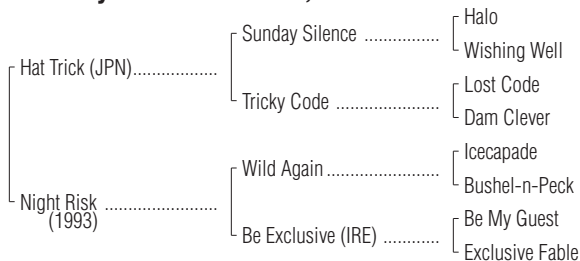 Halo
Sunday Silence ................
Wishing Well
Hat Trick (JPN)..................
Lost Code
Tricky Code ......................
Dam Clever
Icecapade
Wild Again........................
Bushel-n-Peck
Night Risk ........................
(1993)
Be My Guest
Be Exclusive (IRE) ............
Exclusive Fable